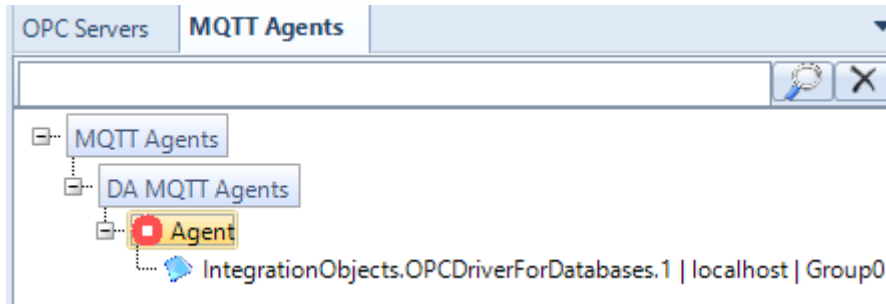 OPC Servers MQTT Agents
MQTT Agents
DA MQTT Agents
Agent
IntegrationObjects.OPCDriverForDatabases.1 | localhost | Group0